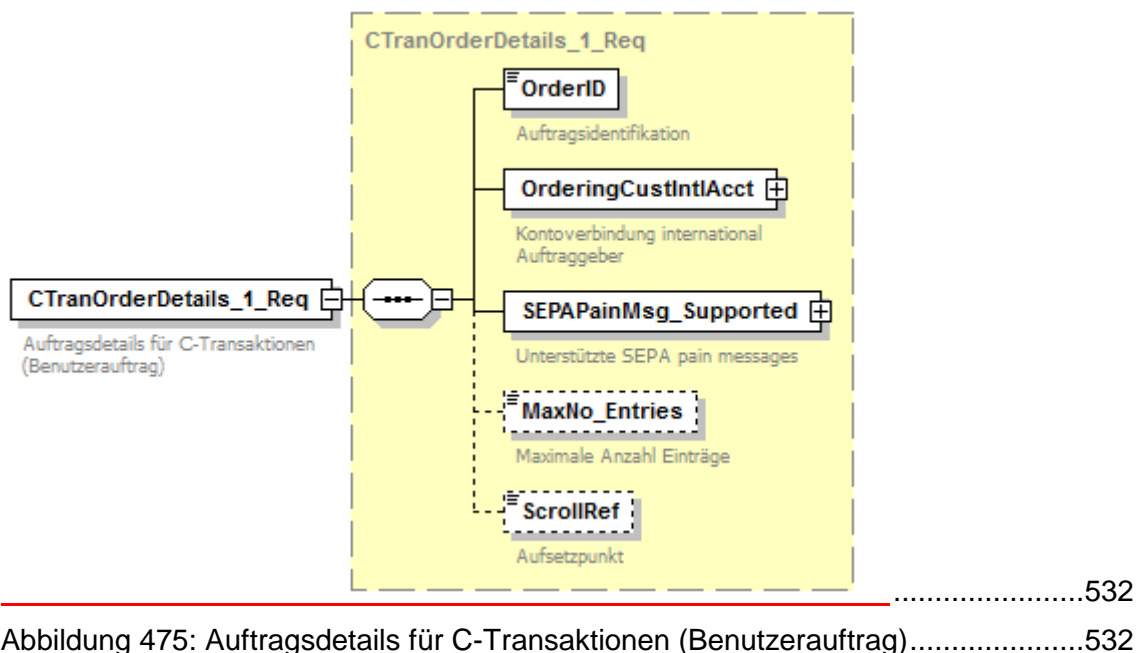 CTranOrderDetails_1_Req
OrderID
Auftragsidentifikation
OrderingCustIntlAcct
Kontoverbindung international
Auftraggeber
CTranOrderDetails_1_Req
Auftragsdetails für C-Transaktionen
(Benutzerauftrag)
SEPAPainMsg_Supported
Unterstützte SEPA pain messages
MaxNo_Entries
Maximale Anzahl Einträge
ScrollRef
Aufsetzpunkt
.......................532
Abbildung 475: Auftragsdetails für C-Transaktionen (Benutzerauftrag).....................532